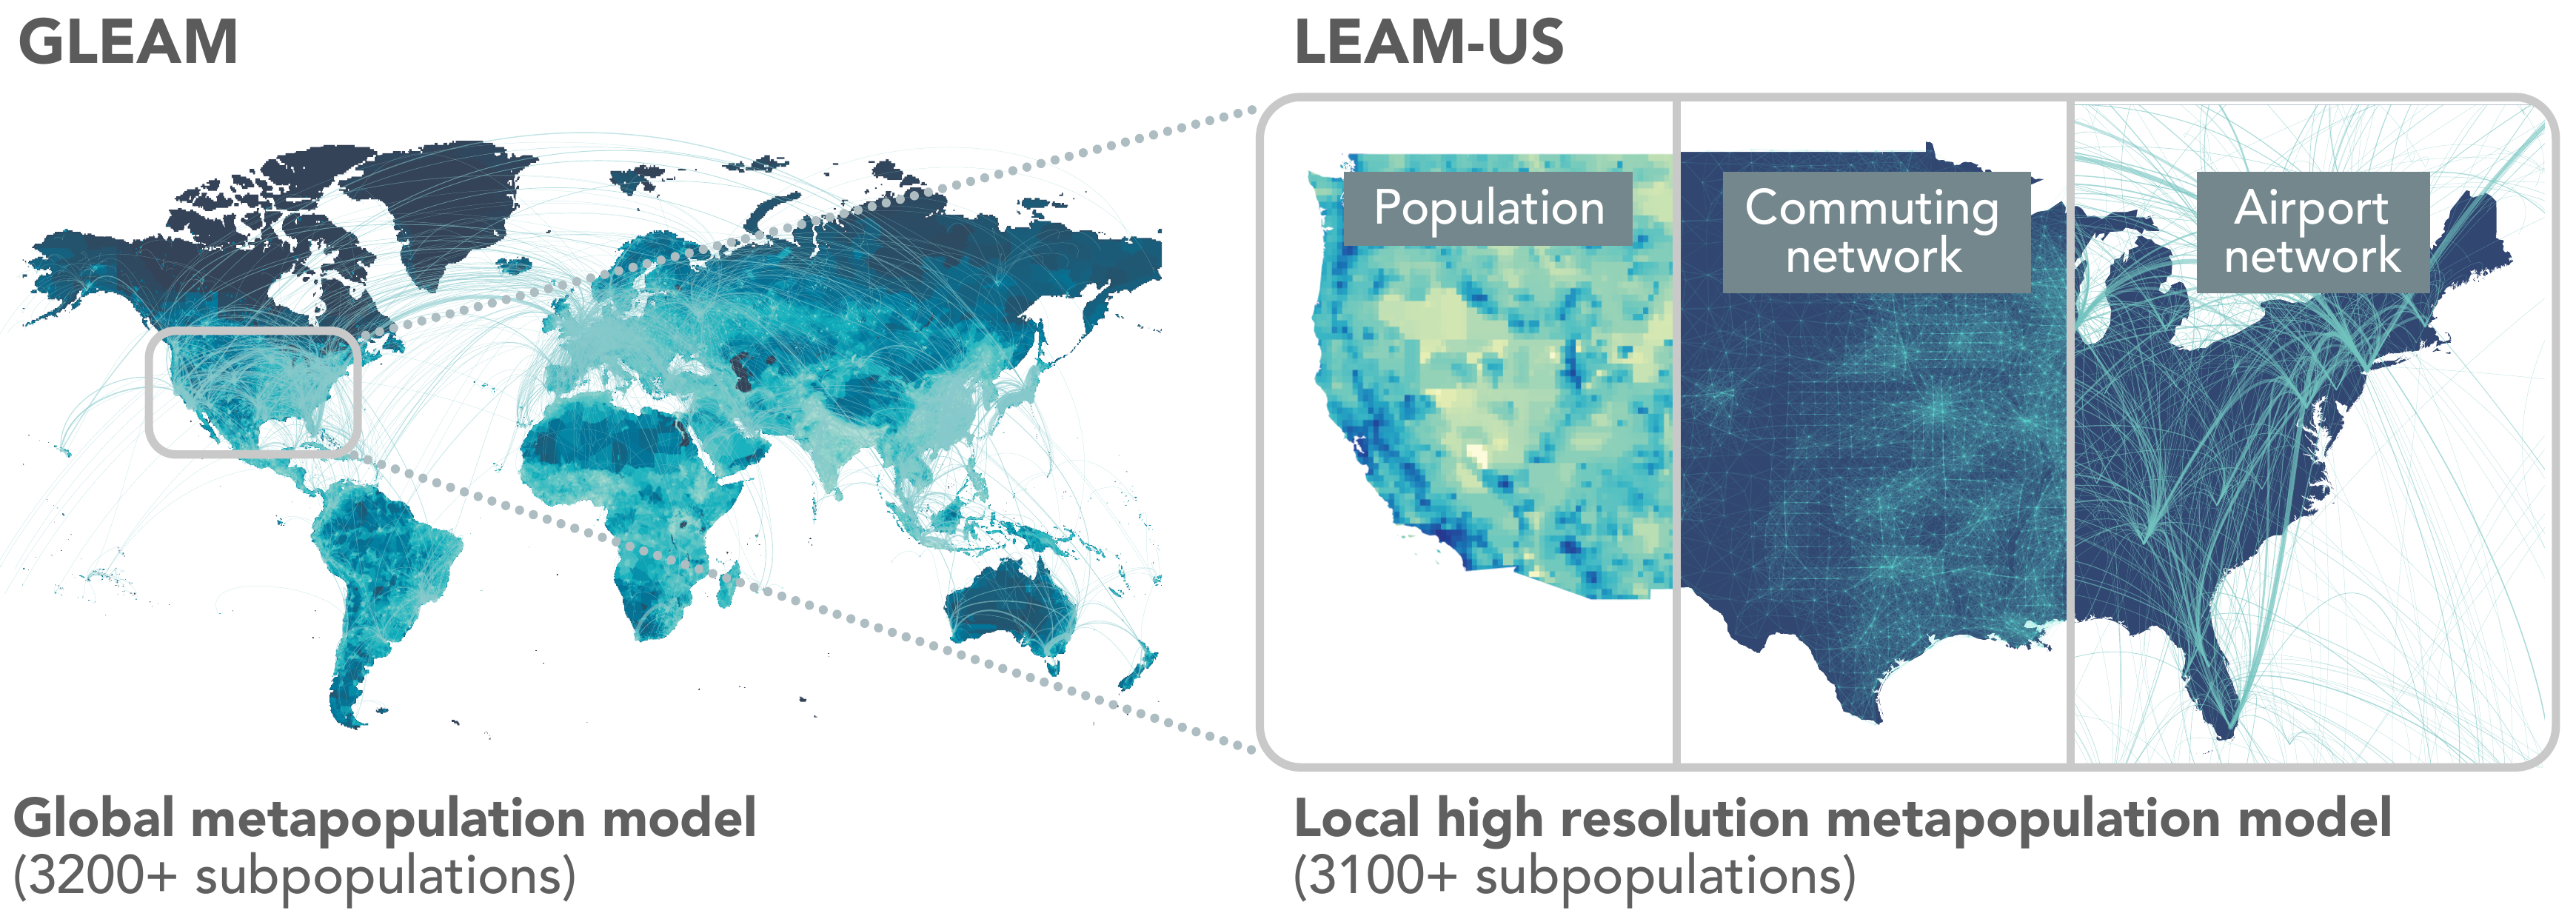 GLEAM
LEAM-US
Population
Commuting
network
Airport
network
Global metapopulation model
(3200+ subpopulations)
Local high resolution metapopulation model
(3100+ subpopulations)